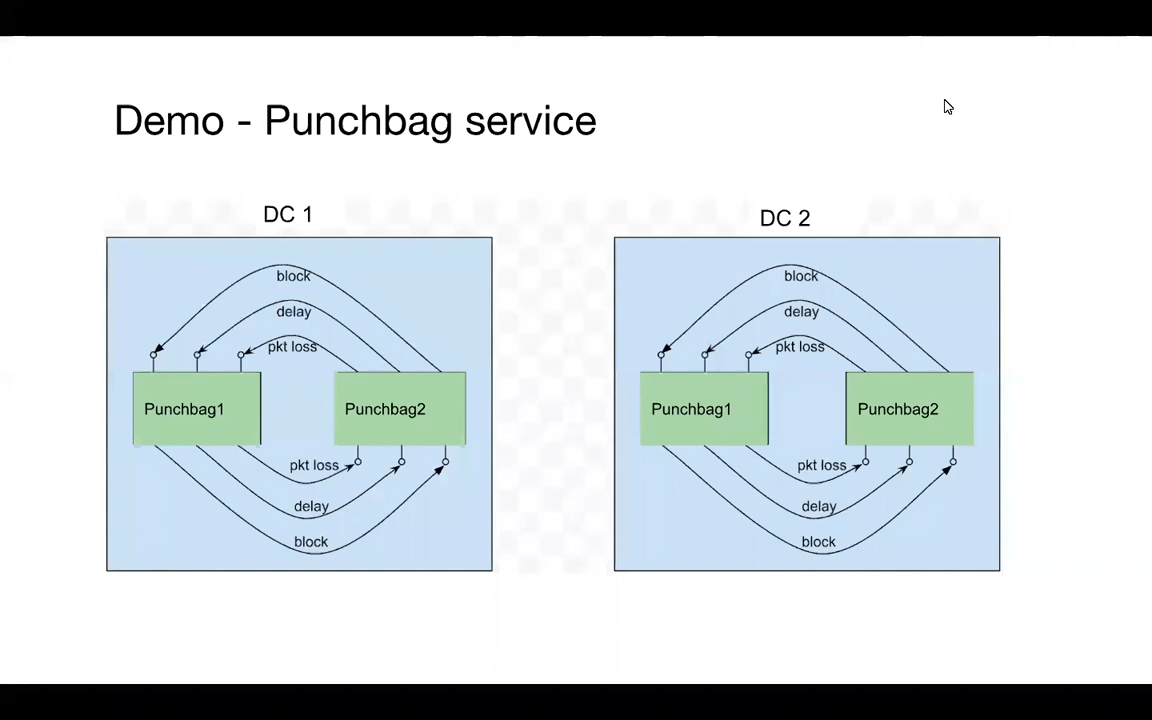 Demo - Punchbag service
DC 1
block
delay
pkt loss
Punchbag1
Punchbag2
pkt loss
delay
block
DC 2
block
delay
pkt loss
Punchbag1
Punchbag2
pkt loss
delay
block